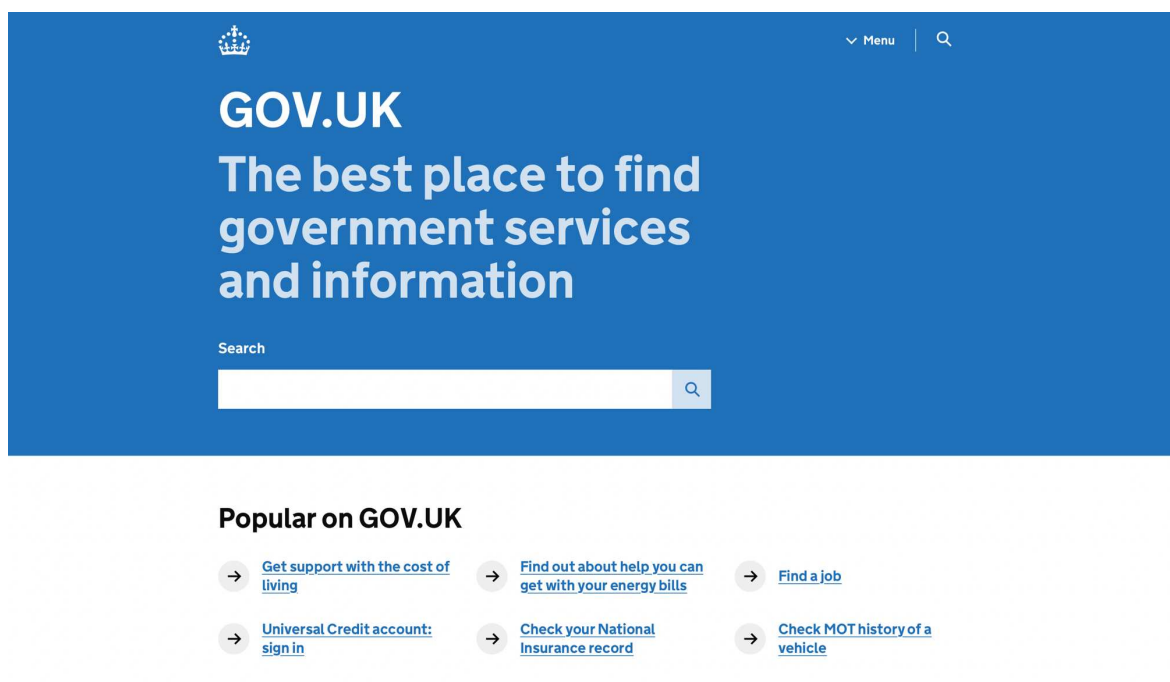 Menu
GOV.UK
The best place to find
government services
and information
Search
Popular on GOV.UK
Get support with the cost of
living
Find out about help you can
get with your energy bills
Find a job
Universal Credit account:
sign in
Check your National
Insurance record
Check MOT history of a
vehicle